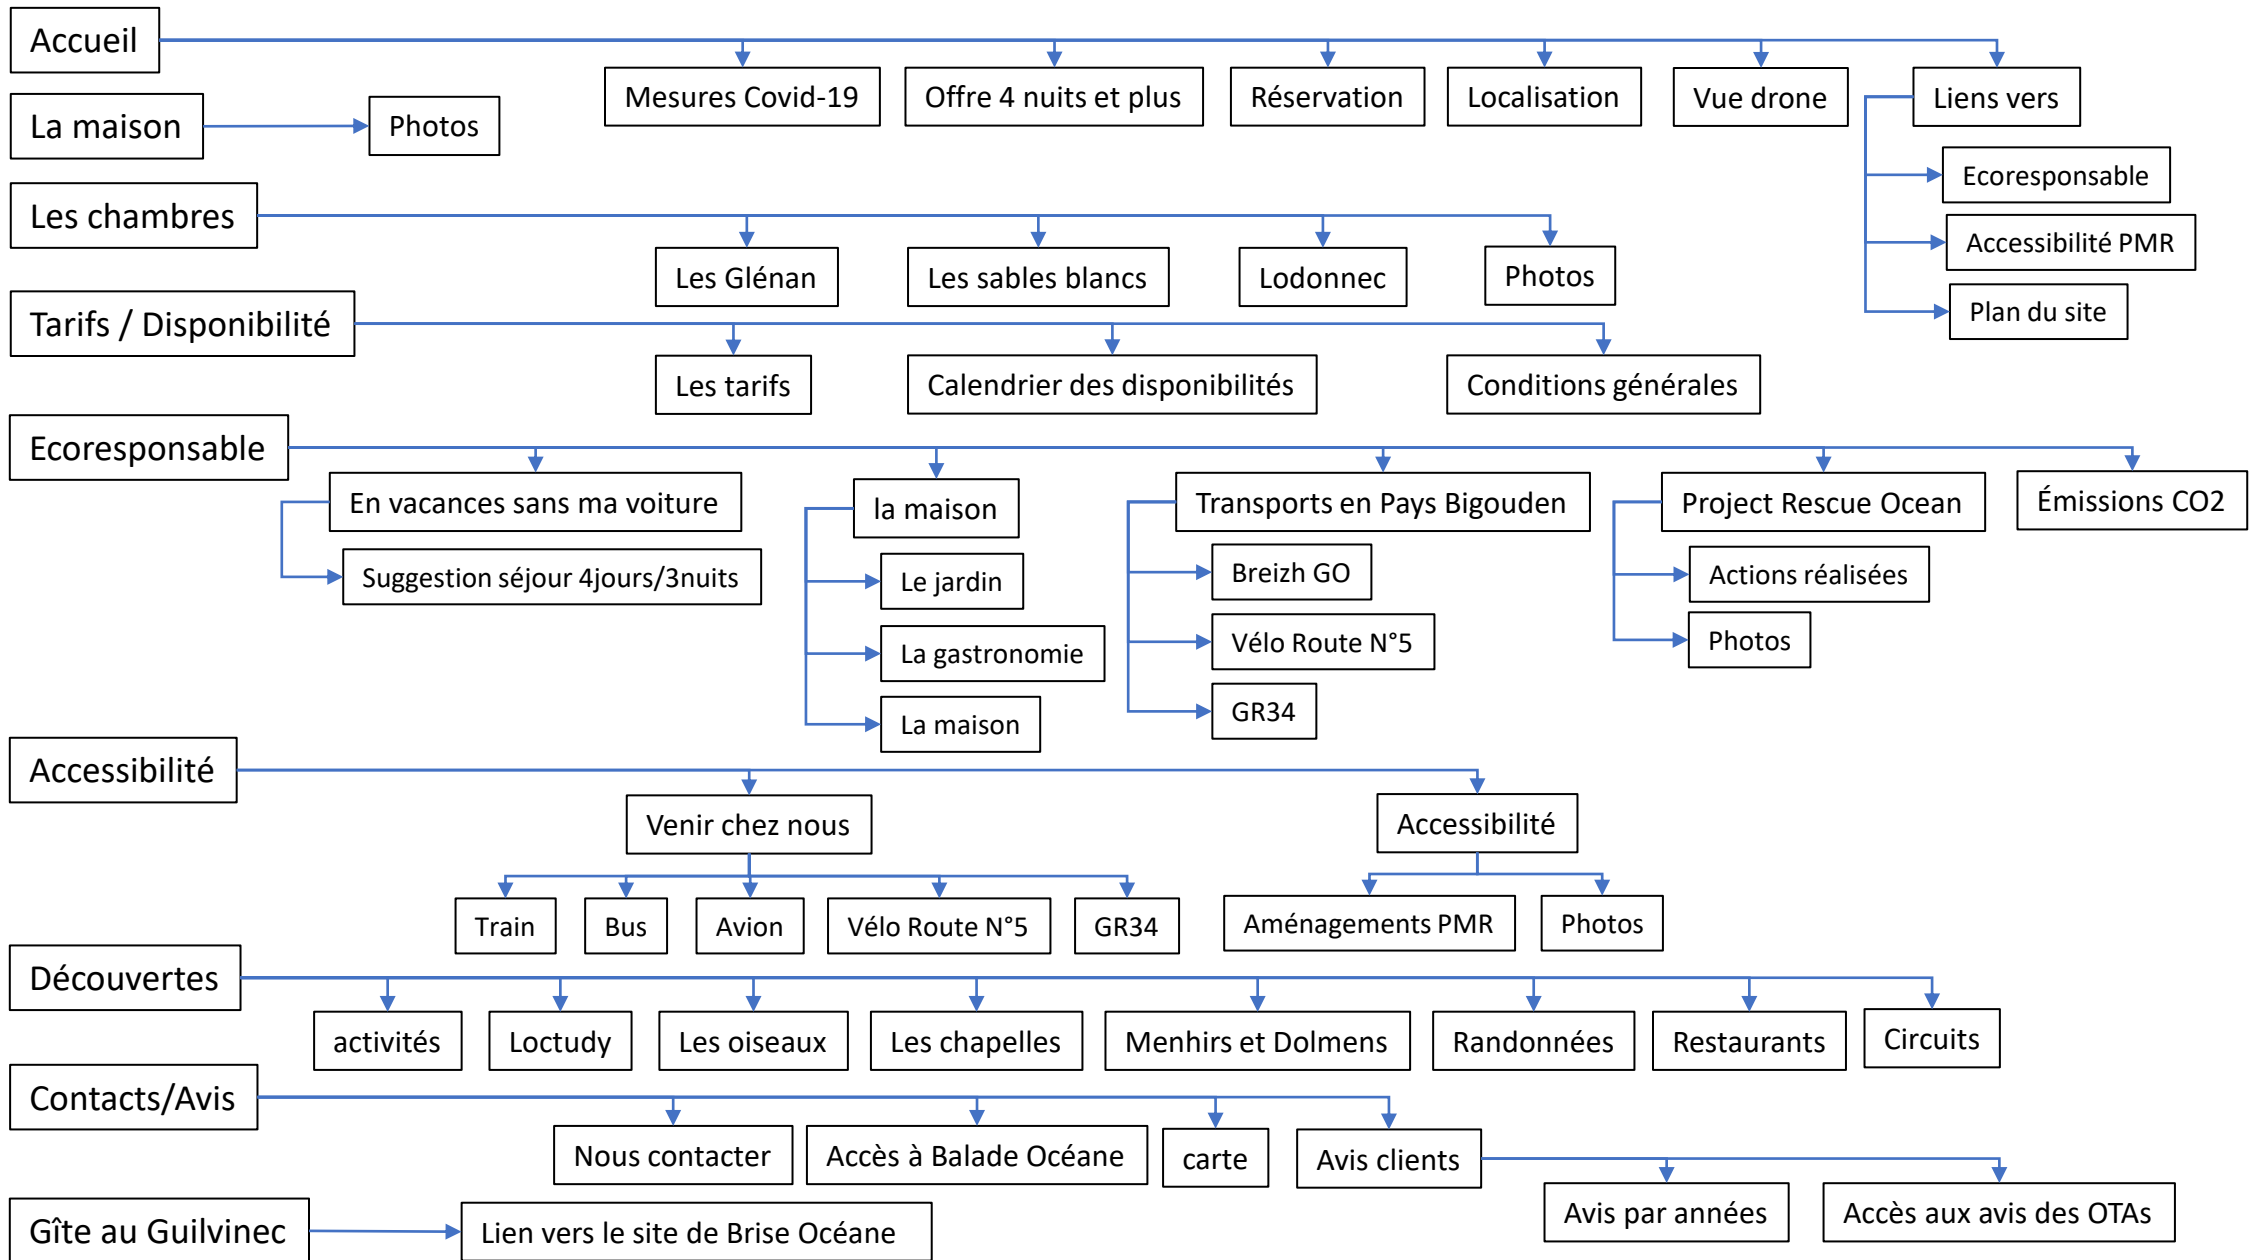 Accueil
Mesures Covid-19
Offre 4 nuits et plus
Réservation
Localisation
Vue drone
Liens vers
Ecoresponsable
Accessibilité PMR
Plan du site
La maison
Photos
Les chambres
Les Glénan
Les sables blancs
Lodonnec
Photos
Tarifs / Disponibilité
Les tarifs
Calendrier des disponibilités
Conditions générales
Ecoresponsable
En vacances sans ma voiture
Suggestion séjour 4jours/3nuits
la maison
Le jardin
La gastronomie
La maison
Transports en Pays Bigouden
Breizh GO
Vélo Route N°5
GR34
Project Rescue Ocean
Actions réalisées
Photos
Émissions CO2
Accessibilité
Venir chez nous
Train
Bus
Avion
Vélo Route N°5
GR34
Accessibilité
Aménagements PMR
Photos
Découvertes
activités
Loctudy
Les oiseaux
Les chapelles
Menhirs et Dolmens
Randonnées
Restaurants
Circuits
Contacts/Avis
Nous contacter
Accès à Balade Océane
carte
Avis clients
Avis par années
Accès aux avis des OTAs
Gîte au Guilvinec
Lien vers le site de Brise Océane